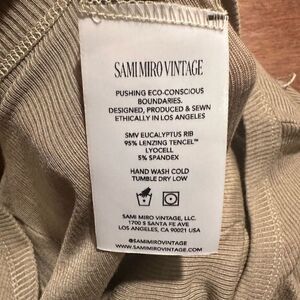 SAMI MIRO VINTAGE
PUSHING ECO-CONSCIOUS
BOUNDARIES.
DESIGNED, PRODUCED & SEWN
ETHICALLY IN LOS ANGELES
SMV EUCALYPTUS RIB
95% LENZING TENCEL™
LYOCELL
5% SPANDEX
HAND WASH COLD
TUMBLE DRY LOW
SAMI MIRO VINTAGE, LLC.
1700 S SANTA FE AVE
LOS ANGELES, CA 90021 USA
@SAMIMIROVINTAGE
WWW.SAMIMIROVINTAGE.COM